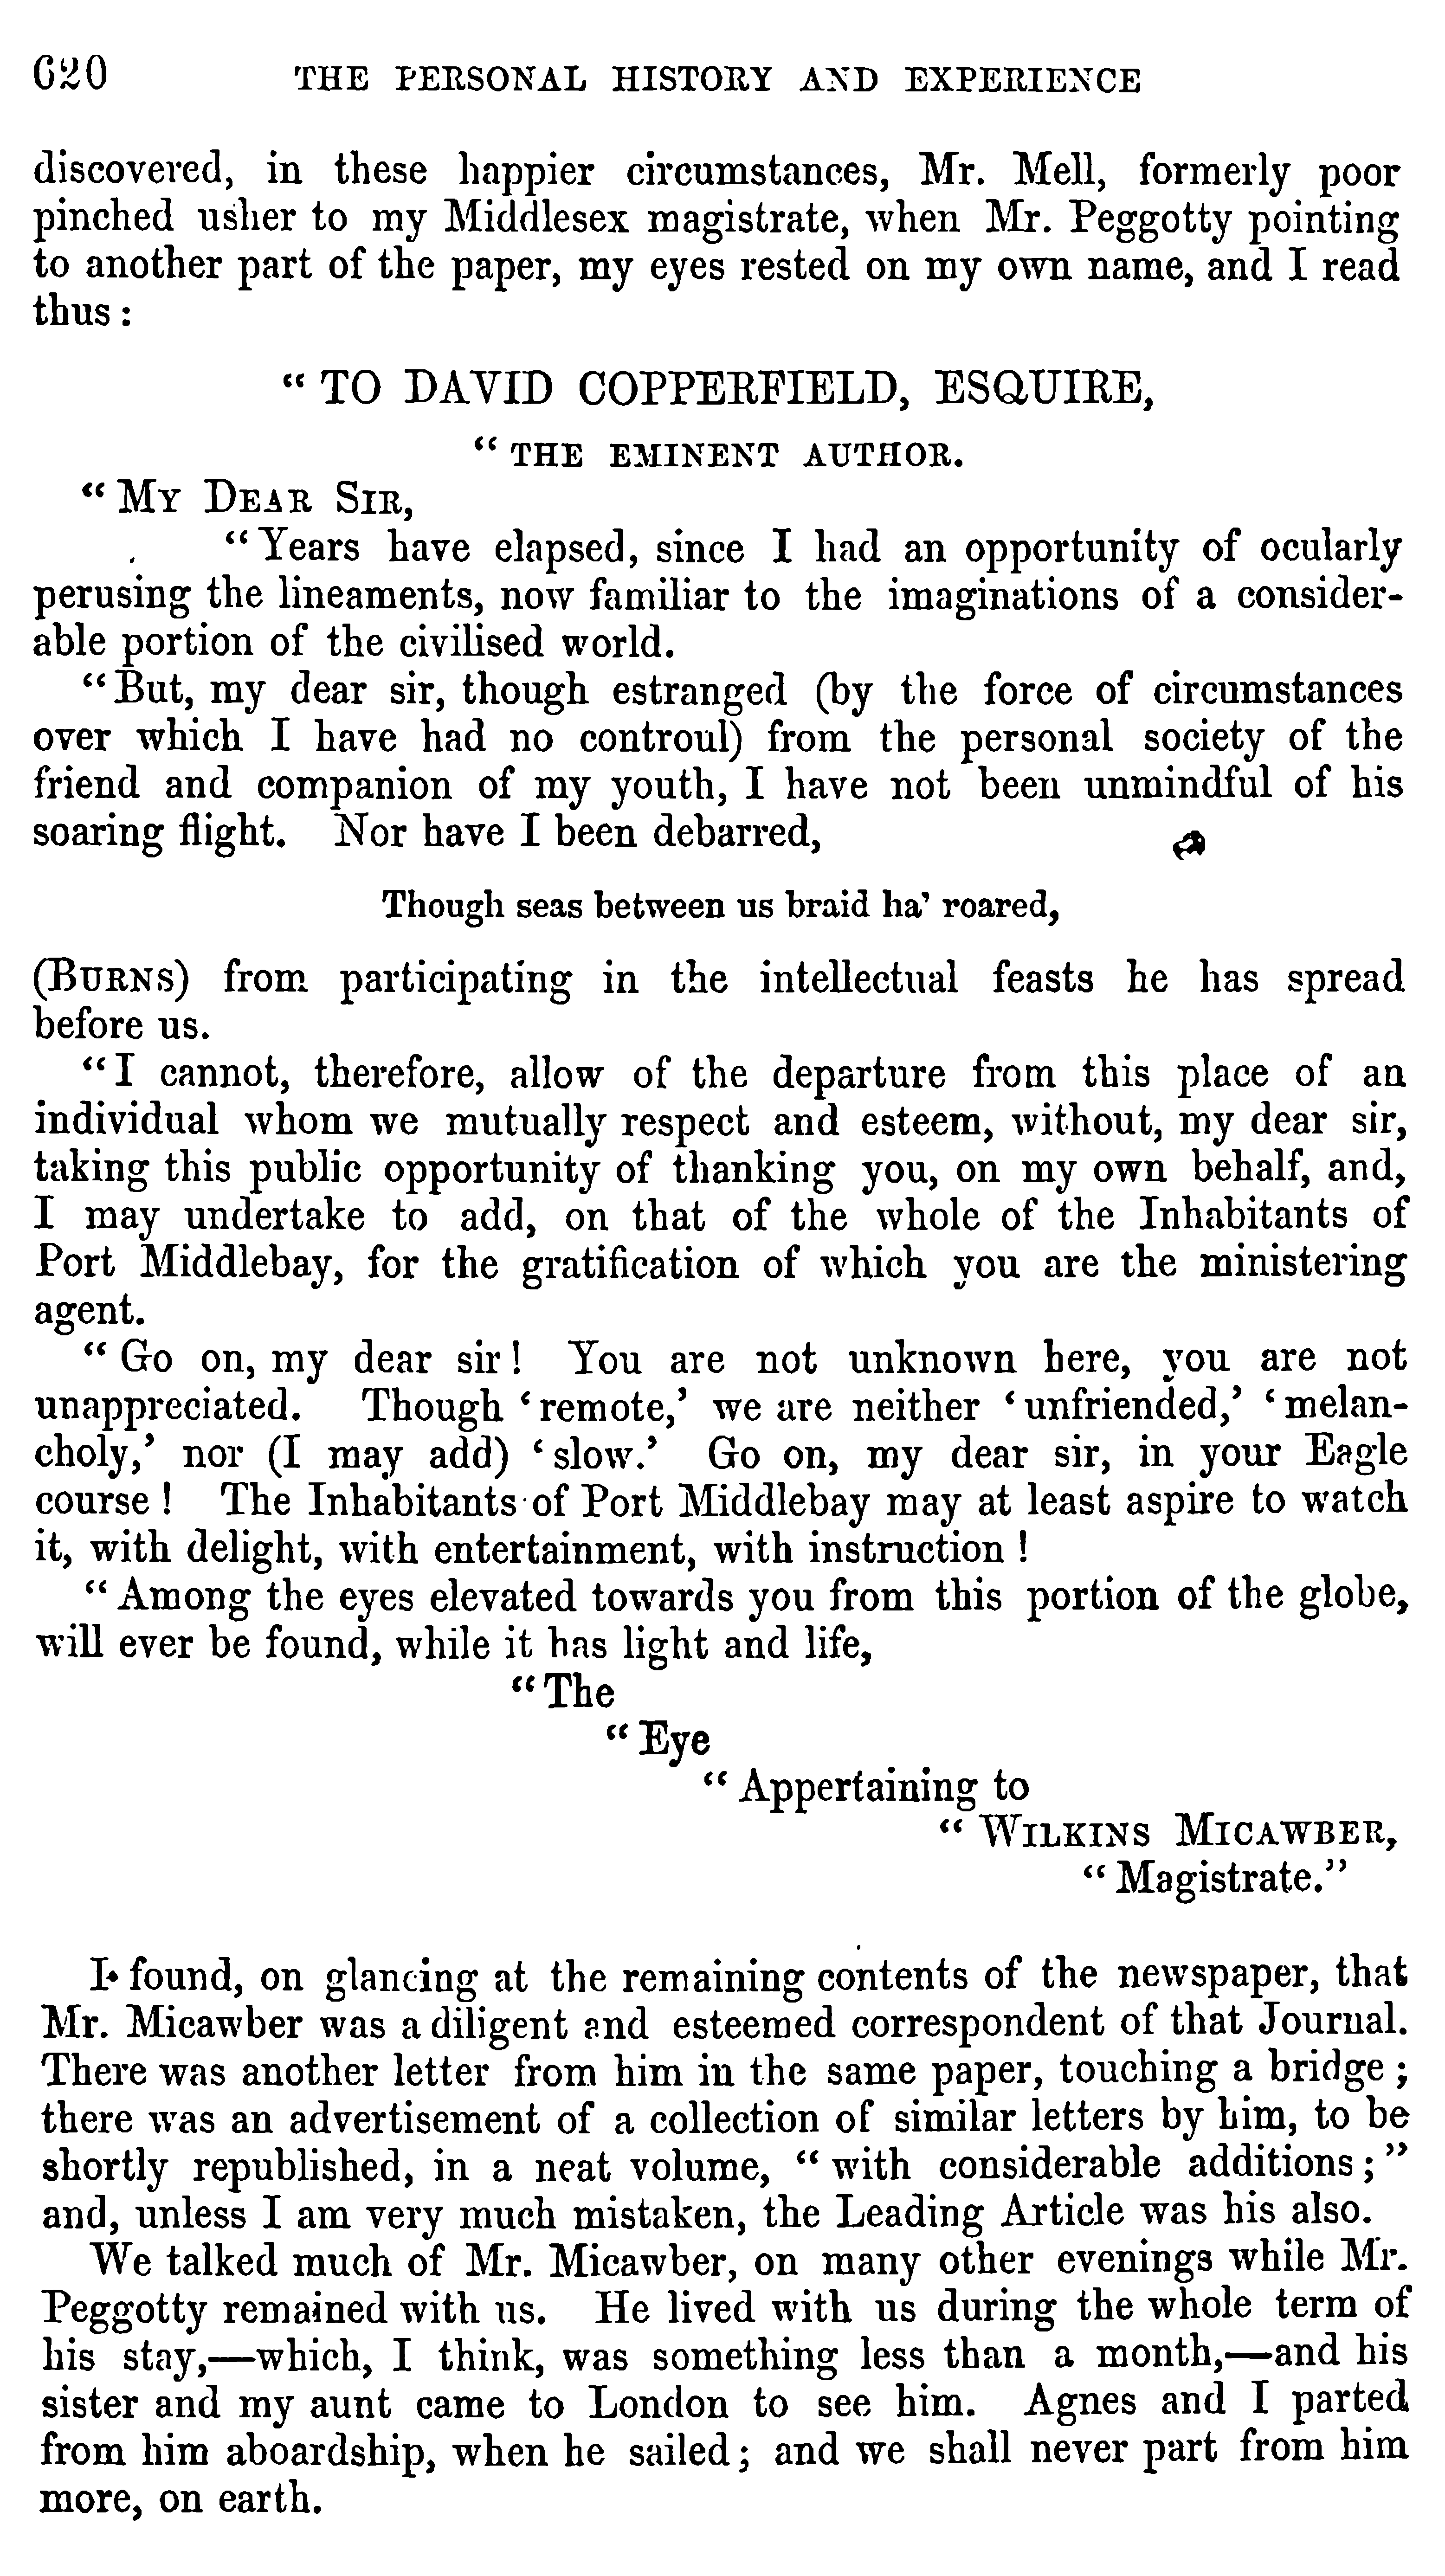 620 THE PERSONAL HISTORY AND EXPERIENCE
discovered, in these happier circumstances, Mr. Mell, formerly poor
pinched usher to my Middlesex magistrate, when Mr. Peggotty pointing
to another part of the paper, my eyes rested on my own name, and I read
thus:
“TO DAVID COPPERFIELD, ESQUIRE,
“THE EMINENT AUTHOR.
“MY DEAR SIR,
“Years have elapsed, since I had an opportunity of ocularly
perusing the lineaments, now familiar to the imaginations of a consider-
able portion of the civilised world.
“But, my dear sir, though estranged (by the force of circumstances
over which I have had no controul) from the personal society of the
friend and companion of my youth, I have not been unmindful of his
soaring flight. Nor have I been debarred,
Though seas between us braid ha’ roared,
(BURNS) from participating in the intellectual feasts he has spread
before us.
“I cannot, therefore, allow of the departure from this place of an
individual whom we mutually respect and esteem, without, my dear sir,
taking this public opportunity of thanking you, on my own behalf, and,
I may undertake to add, on that of the whole of the Inhabitants of
Port Middlebay, for the gratification of which you are the ministering
agent.
“Go on, my dear sir! You are not unknown here, you are not
unappreciated. Though ‘remote,’ we are neither ‘unfriended,’ ‘melan-
choly,’ nor (I may add) ‘slow.’ Go on, my dear sir, in your Eagle
course! The Inhabitants of Port Middlebay may at least aspire to watch
it, with delight, with entertainment, with instruction!
“Among the eyes elevated towards you from this portion of the globe,
will ever be found, while it has light and life,
“The
“Eye
“Appertaining to
“WILKINS MICAWBER,
“Magistrate.”
I found, on glancing at the remaining contents of the newspaper, that
Mr. Micawber was a diligent and esteemed correspondent of that Journal.
There was another letter from him in the same paper, touching a bridge;
there was an advertisement of a collection of similar letters by him, to be
shortly republished, in a neat volume, “with considerable additions;”
and, unless I am very much mistaken, the Leading Article was his also.
We talked much of Mr. Micawber, on many other evenings while Mr.
Peggotty remained with us. He lived with us during the whole term of
his stay,—which, I think, was something less than a month,—and his
sister and my aunt came to London to see him. Agnes and I parted
from him aboardship, when he sailed; and we shall never part from him
more, on earth.